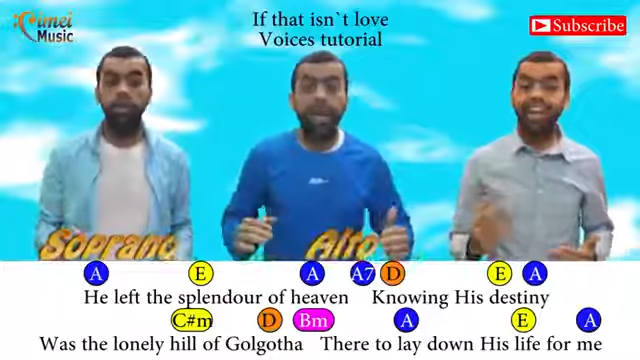 Cimei
Music
If that isn`t love
Voices tutorial
Subscribe
Soprano
Alto
A E A A7 D E A
He left the splendour of heaven Knowing His destiny
C#m D Bm A E A
Was the lonely hill of Golgotha There to lay down His life for me